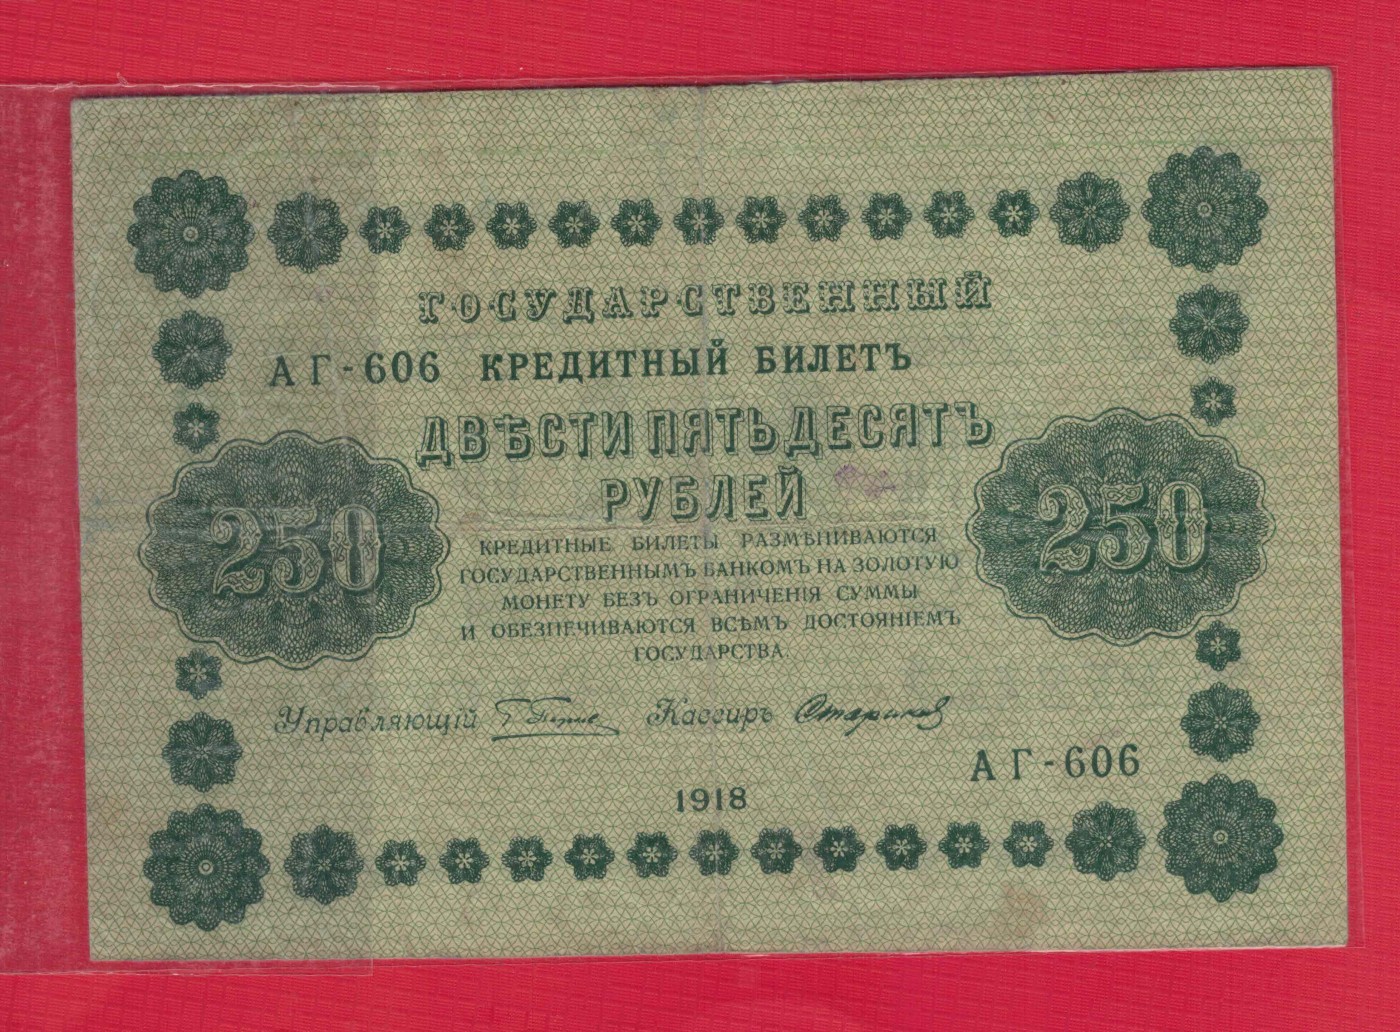 ГОСУДАРСТВЕННЫЙ
АГ-606 КРЕДИТНЫЙ БИЛЕТЪ
ДВѢСТИ ПЯТЬДЕСЯТЪ
РУБЛЕЙ
250 250
КРЕДИТНЫЕ БИЛЕТЫ РАЗМѢНИВАЮТСЯ
ГОСУДАРСТВЕННЫМЪ БАНКОМЪ НА ЗОЛОТУЮ
МОНЕТУ БЕЗЪ ОГРАНИЧЕНІЯ СУММЫ
И ОБЕЗПЕЧИВАЮТСЯ ВСѢМЪ ДОСТОЯНІЕМЪ
ГОСУДАРСТВА.
Управляющій Кассиръ Стариков
АГ-606
1918